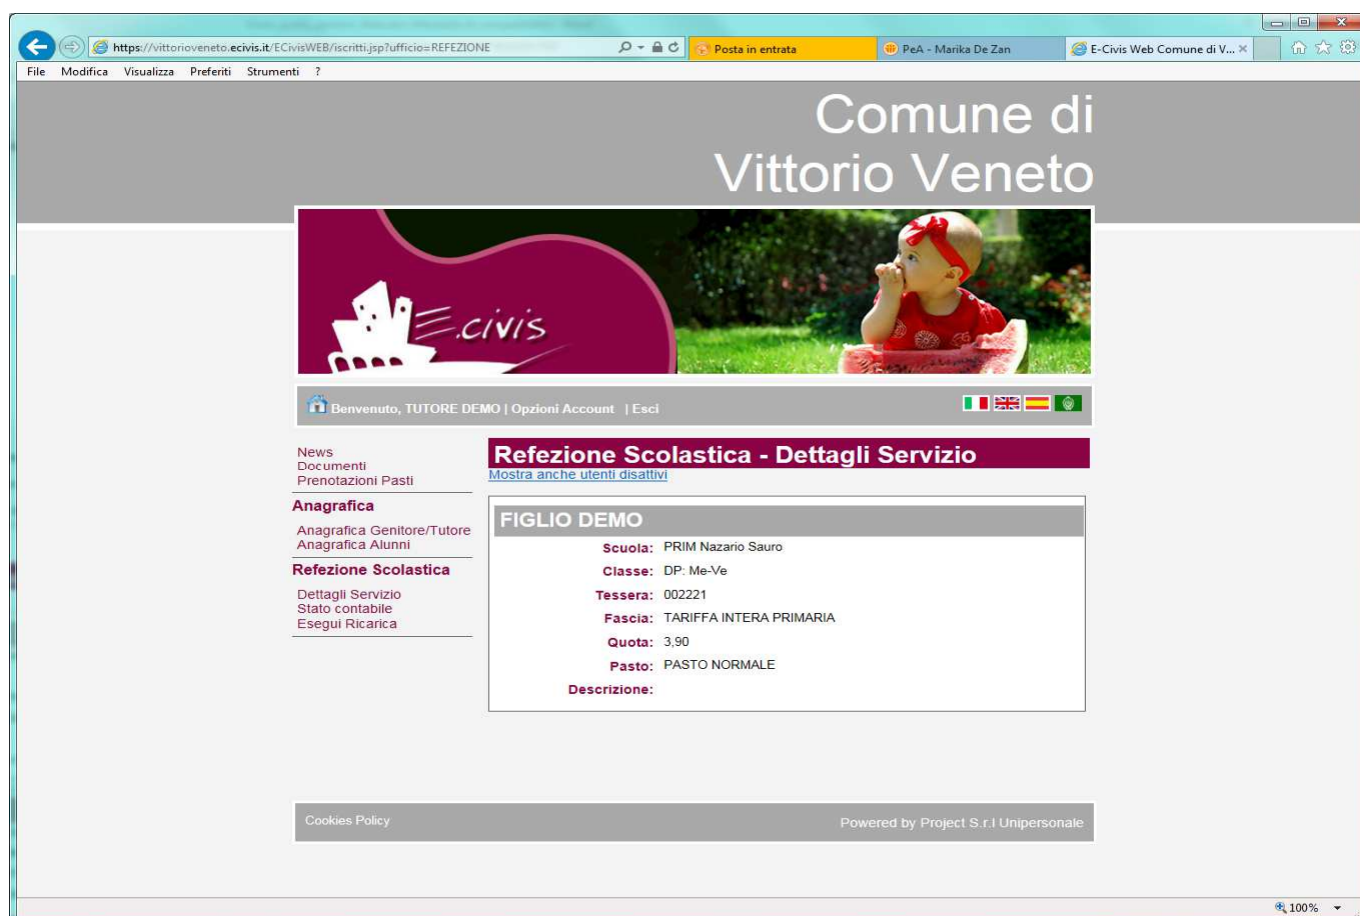 https://vittorioveneto.ecivis.it/ECivisWEB/iscritti.jsp?ufficio=REFEZIONE
Posta in entrata
PeA - Marika De Zan
E-Civis Web Comune di V...
File Modifica Visualizza Preferiti Strumenti ?
Comune di
Vittorio Veneto
E.civis
Benvenuto, TUTORE DEMO | Opzioni Account | Esci
News
Documenti
Prenotazioni Pasti
Anagrafica
Anagrafica Genitore/Tutore
Anagrafica Alunni
Refezione Scolastica
Dettagli Servizio
Stato contabile
Esegui Ricarica
Refezione Scolastica - Dettagli Servizio
Mostra anche utenti disattivi
FIGLIO DEMO
Scuola: PRIM Nazario Sauro
Classe: DP: Me-Ve
Tessera: 002221
Fascia: TARIFFA INTERA PRIMARIA
Quota: 3,90
Pasto: PASTO NORMALE
Descrizione:
Cookies Policy
Powered by Project S.r.l Unipersonale
100%